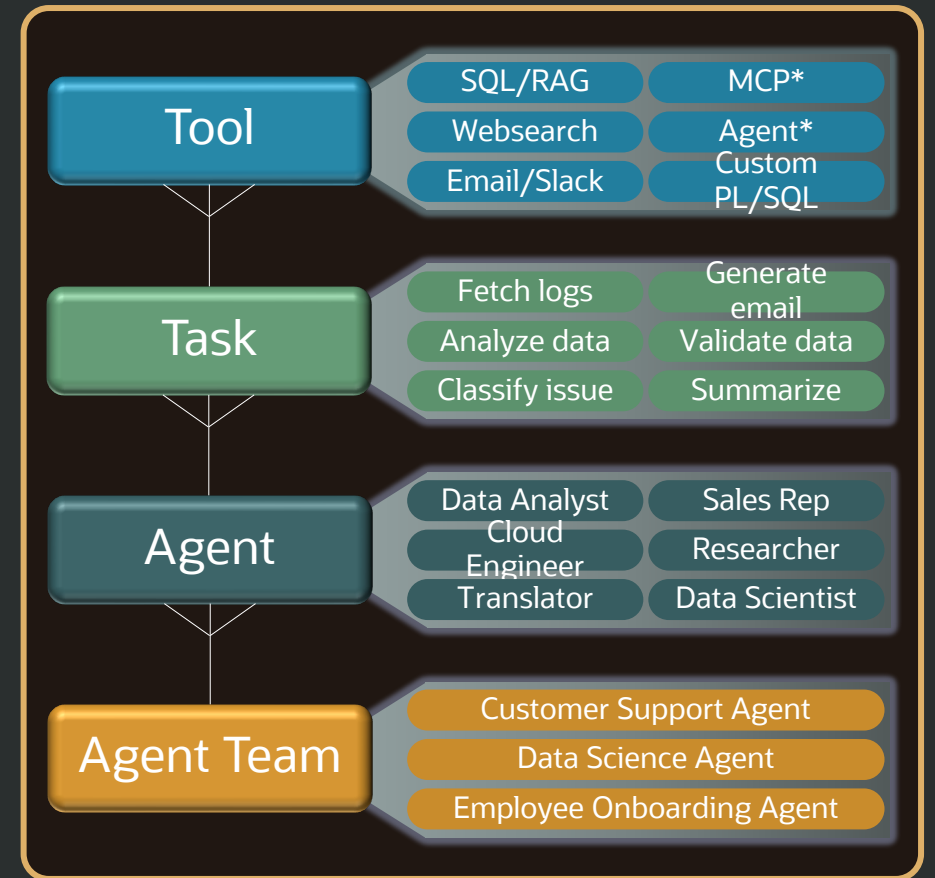 Tool
SQL/RAG
MCP*
Websearch
Agent*
Email/Slack
Custom
PL/SQL
Task
Fetch logs
Generate
email
Analyze data
Validate data
Classify issue
Summarize
Agent
Data Analyst
Sales Rep
Cloud
Engineer
Researcher
Translator
Data Scientist
Agent Team
Customer Support Agent
Data Science Agent
Employee Onboarding Agent